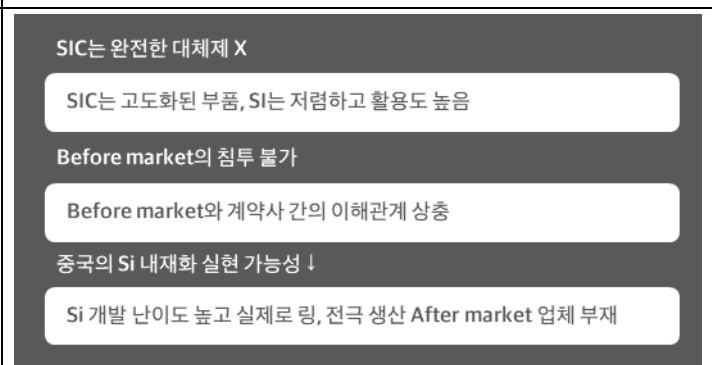 SIC는 완전한 대체제 X
SIC는 고도화된 부품, SI는 저렴하고 활용도 높음
Before market의 침투 불가
Before market와 계약사 간의 이해관계 상충
중국의 Si 내재화 실현 가능성↓
Si 개발 난이도 높고 실제로 링, 전극 생산 After market 업체 부재